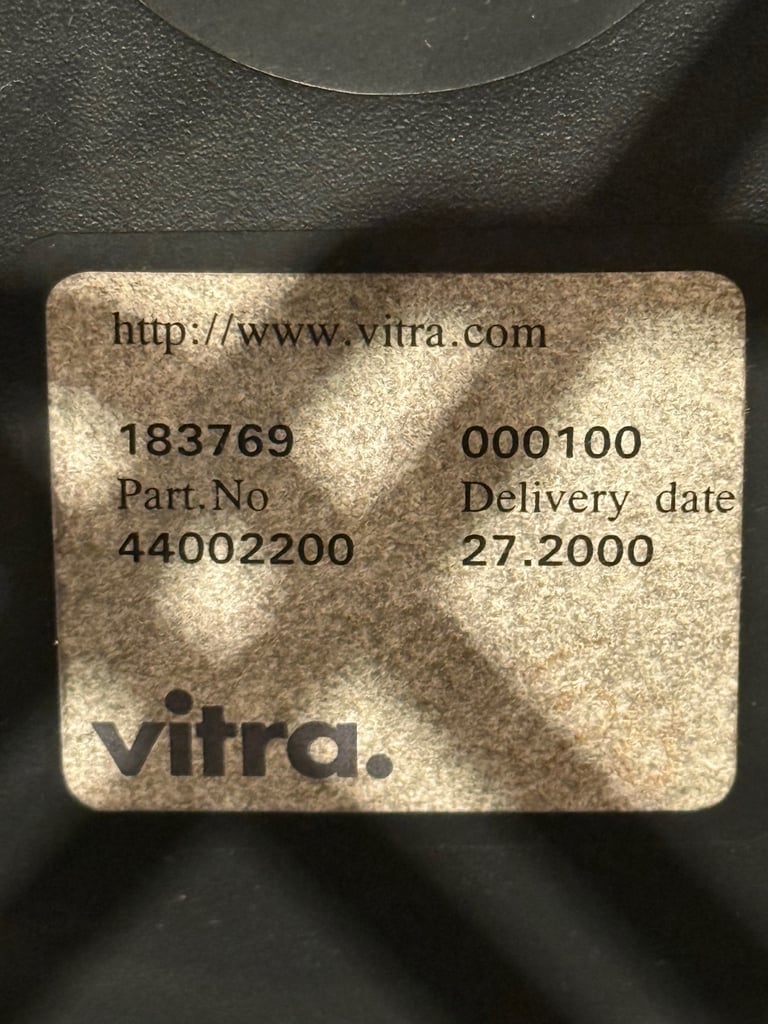 http://www.vitra.com
183769 000100
Part.No Delivery date
44002200 27.2000
vitra.